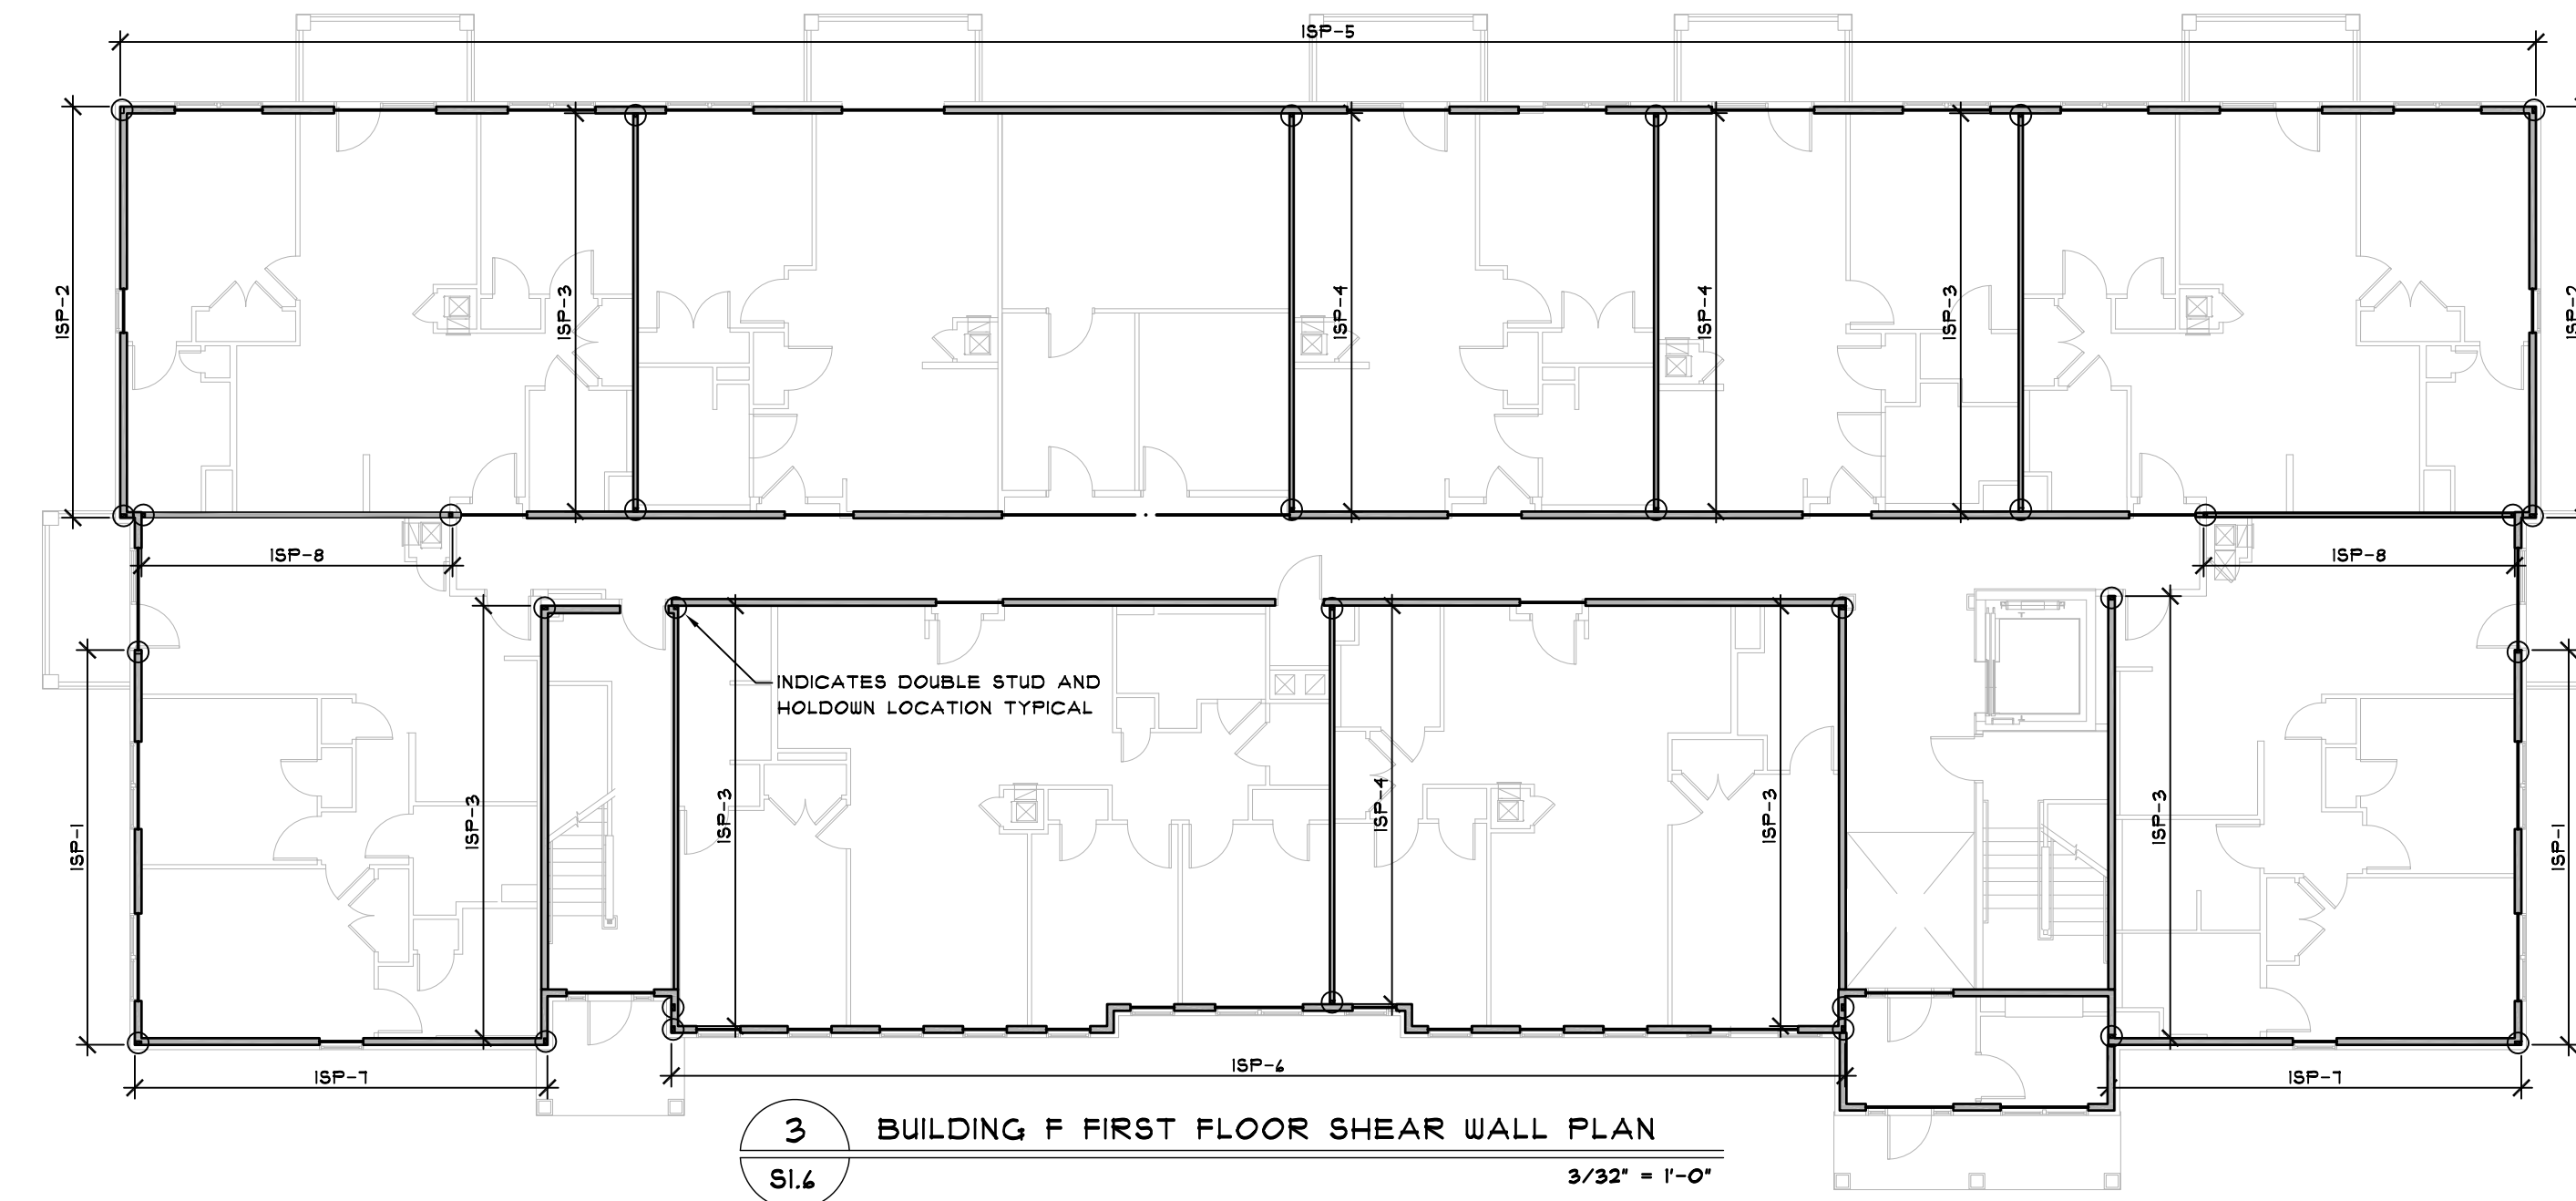 ISP-5
ISP-2
ISP-3
ISP-4
ISP-4
ISP-3
ISP-2
ISP-8
ISP-8
INDICATES DOUBLE STUD AND
HOLDOWN LOCATION TYPICAL
ISP-1
ISP-3
ISP-3
ISP-4
ISP-3
ISP-3
ISP-1
ISP-7
ISP-6
ISP-7
3
BUILDING F FIRST FLOOR SHEAR WALL PLAN
S1.6
3/32" = 1'-0"